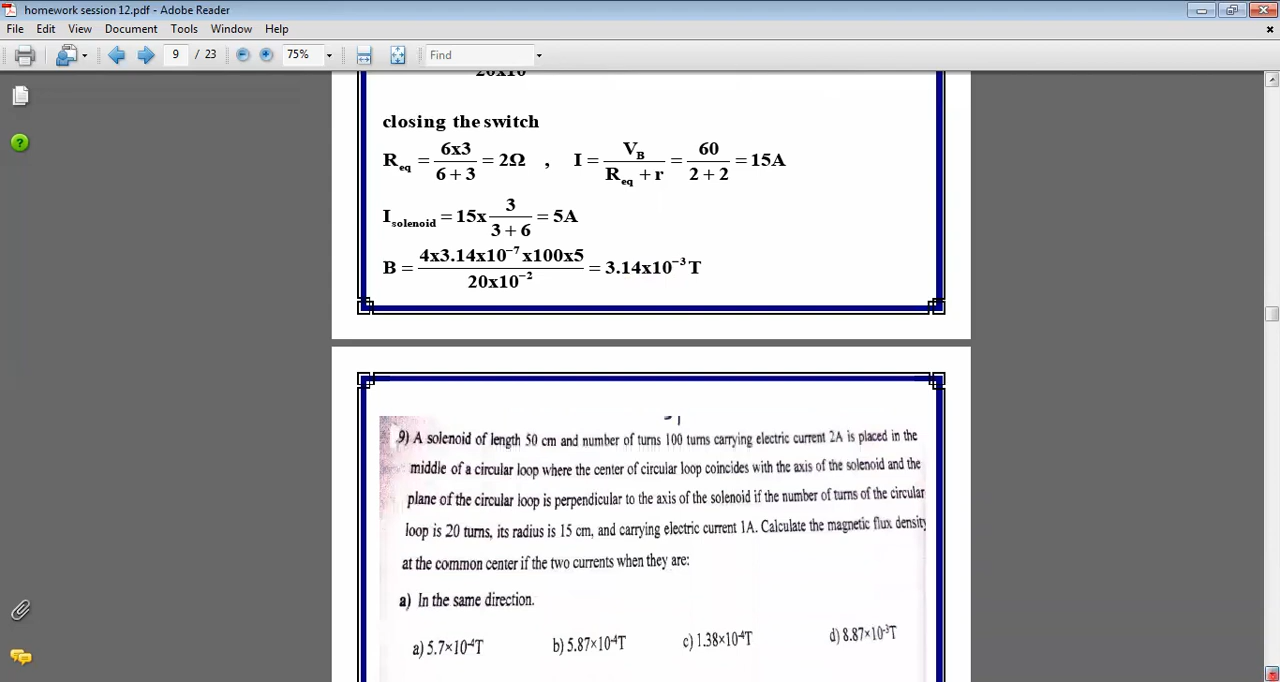 homework session 12.pdf - Adobe Reader
File Edit View Document Tools Window Help
9 / 23 75% Find
20x10
closing the switch
R_eq = 6x3 / 6 + 3 = 2Ω , I = V_B / R_eq + r = 60 / 2 + 2 = 15A
I_solenoid = 15x 3 / 3 + 6 = 5A
B = 4x3.14x10⁻⁷x100x5 / 20x10⁻² = 3.14x10⁻³T
9) A solenoid of length 50 cm and number of turns 100 turns carrying electric current 2A is placed in the
middle of a circular loop where the center of circular loop coincides with the axis of the solenoid and the
plane of the circular loop is perpendicular to the axis of the solenoid if the number of turns of the circular
loop is 20 turns, its radius is 15 cm, and carrying electric current 1A. Calculate the magnetic flux density
at the common center if the two currents when they are:
a) In the same direction.
a) 5.7×10⁻⁴T b) 5.87×10⁻⁴T c) 1.38×10⁻⁴T d) 8.87×10⁻³T